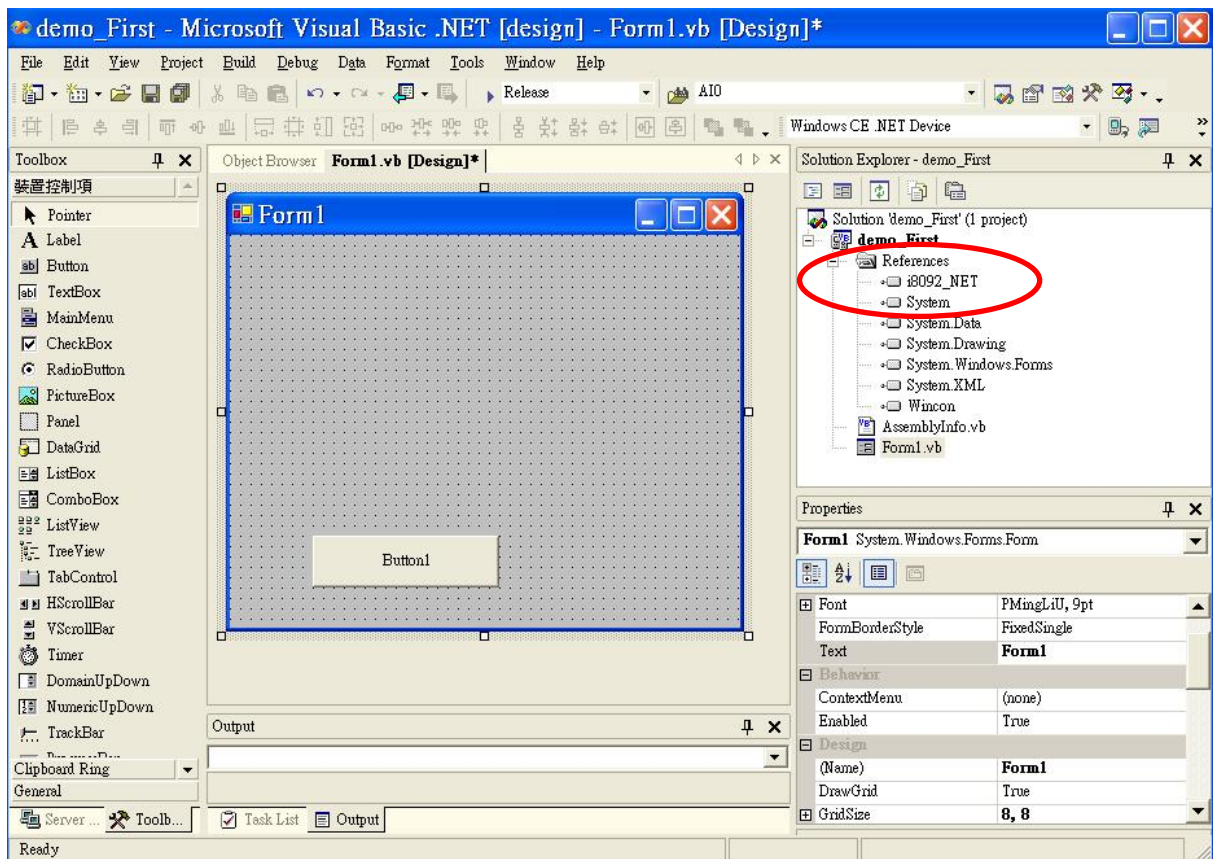 demo_First - Microsoft Visual Basic .NET [design] - Form1.vb [Design]*
File Edit View Project Build Debug Data Format Tools Window Help
Release AIO
Windows CE .NET Device
Toolbox
裝置控制項
Pointer
Label
Button
TextBox
MainMenu
CheckBox
RadioButton
PictureBox
Panel
DataGrid
ListBox
ComboBox
ListView
TreeView
TabControl
HScrollBar
VScrollBar
Timer
DomainUpDown
NumericUpDown
TrackBar
Clipboard Ring
General
Server ... Toolb...
Object Browser Form1.vb [Design]*
Form1
Button1
Output
Task List Output
Solution Explorer - demo_First
Solution 'demo_First' (1 project)
demo_First
References
i8092_NET
System
System.Data
System.Drawing
System.Windows.Forms
System.XML
Wincon
AssemblyInfo.vb
Form1.vb
Properties
Form1 System.Windows.Forms.Form
Font PMingLiU, 9pt
FormBorderStyle FixedSingle
Text Form1
Behavior
ContextMenu (none)
Enabled True
Design
(Name) Form1
DrawGrid True
GridSize 8, 8
Ready